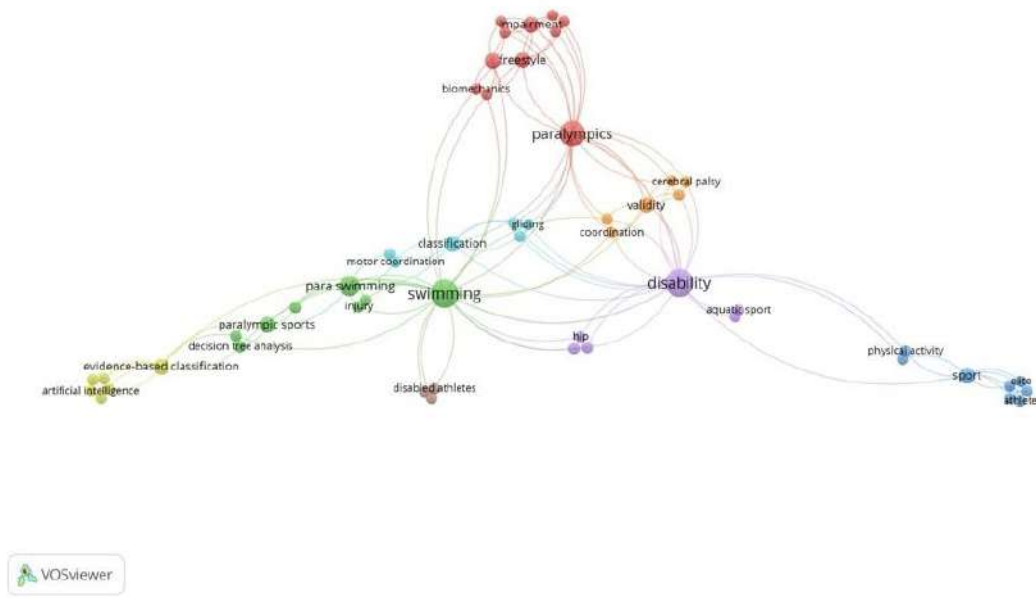 impairment
freestyle
biomechanics
paralympics
cerebral palsy
validity
gliding
coordination
classification
motor coordination
disability
para swimming
swimming
injury
aquatic sport
paralympic sports
hip
decision tree analysis
physical activity
evidence-based classification
sport
elite
artificial intelligence
disabled athletes
athlete
VOSviewer